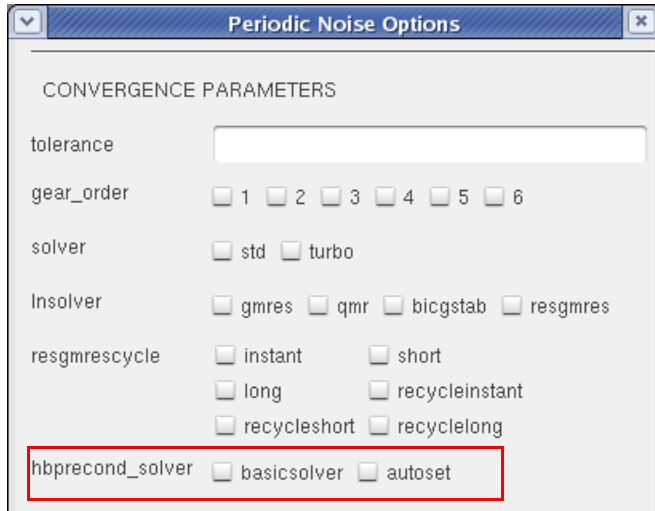 Periodic Noise Options
CONVERGENCE PARAMETERS
tolerance
gear_order 1 2 3 4 5 6
solver std turbo
lnsolver gmres qmr bicgstab resgmres
resgmrescycle instant short
long recycleinstant
recycleshort recyclelong
hbprecond_solver basicsolver autoset